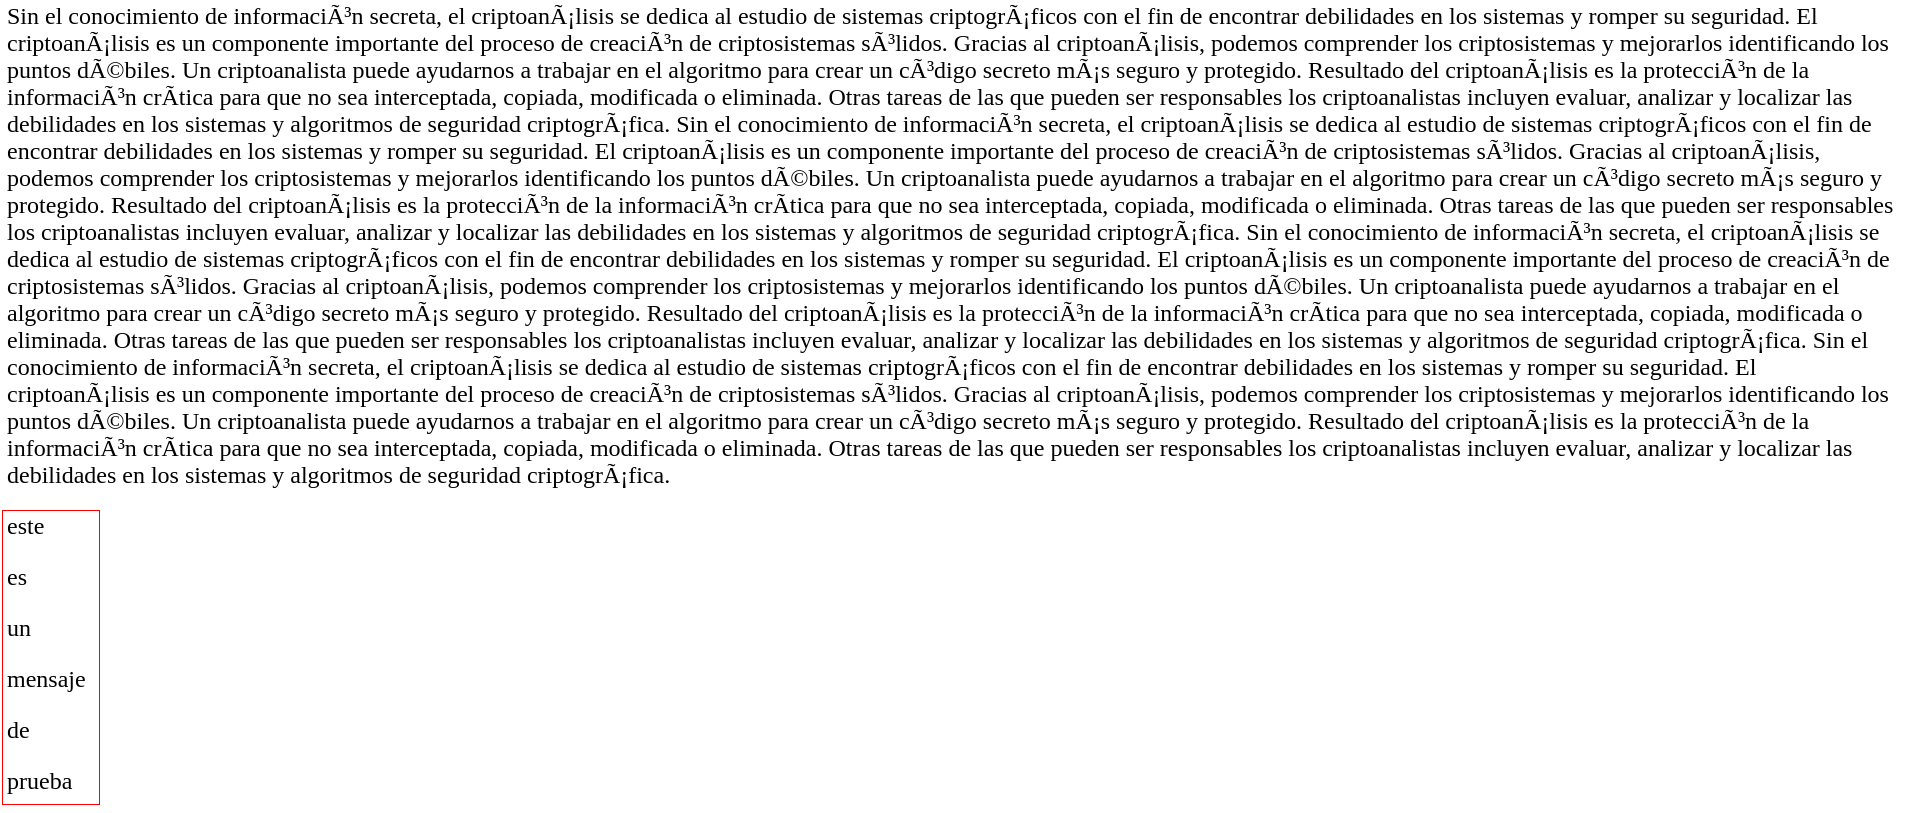 Sin el conocimiento de informaciÃ³n secreta, el criptoanÃ¡lisis se dedica al estudio de sistemas criptogrÃ¡ficos con el fin de encontrar debilidades en los sistemas y romper su seguridad. El
criptoanÃ¡lisis es un componente importante del proceso de creaciÃ³n de criptosistemas sÃ³lidos. Gracias al criptoanÃ¡lisis, podemos comprender los criptosistemas y mejorarlos identificando los
puntos dÃ©biles. Un criptoanalista puede ayudarnos a trabajar en el algoritmo para crear un cÃ³digo secreto mÃ¡s seguro y protegido. Resultado del criptoanÃ¡lisis es la protecciÃ³n de la
informaciÃ³n crÃtica para que no sea interceptada, copiada, modificada o eliminada. Otras tareas de las que pueden ser responsables los criptoanalistas incluyen evaluar, analizar y localizar las
debilidades en los sistemas y algoritmos de seguridad criptogrÃ¡fica. Sin el conocimiento de informaciÃ³n secreta, el criptoanÃ¡lisis se dedica al estudio de sistemas criptogrÃ¡ficos con el fin de
encontrar debilidades en los sistemas y romper su seguridad. El criptoanÃ¡lisis es un componente importante del proceso de creaciÃ³n de criptosistemas sÃ³lidos. Gracias al criptoanÃ¡lisis,
podemos comprender los criptosistemas y mejorarlos identificando los puntos dÃ©biles. Un criptoanalista puede ayudarnos a trabajar en el algoritmo para crear un cÃ³digo secreto mÃ¡s seguro y
protegido. Resultado del criptoanÃ¡lisis es la protecciÃ³n de la informaciÃ³n crÃtica para que no sea interceptada, copiada, modificada o eliminada. Otras tareas de las que pueden ser responsables
los criptoanalistas incluyen evaluar, analizar y localizar las debilidades en los sistemas y algoritmos de seguridad criptogrÃ¡fica. Sin el conocimiento de informaciÃ³n secreta, el criptoanÃ¡lisis se
dedica al estudio de sistemas criptogrÃ¡ficos con el fin de encontrar debilidades en los sistemas y romper su seguridad. El criptoanÃ¡lisis es un componente importante del proceso de creaciÃ³n de
criptosistemas sÃ³lidos. Gracias al criptoanÃ¡lisis, podemos comprender los criptosistemas y mejorarlos identificando los puntos dÃ©biles. Un criptoanalista puede ayudarnos a trabajar en el
algoritmo para crear un cÃ³digo secreto mÃ¡s seguro y protegido. Resultado del criptoanÃ¡lisis es la protecciÃ³n de la informaciÃ³n crÃtica para que no sea interceptada, copiada, modificada o
eliminada. Otras tareas de las que pueden ser responsables los criptoanalistas incluyen evaluar, analizar y localizar las debilidades en los sistemas y algoritmos de seguridad criptogrÃ¡fica. Sin el
conocimiento de informaciÃ³n secreta, el criptoanÃ¡lisis se dedica al estudio de sistemas criptogrÃ¡ficos con el fin de encontrar debilidades en los sistemas y romper su seguridad. El
criptoanÃ¡lisis es un componente importante del proceso de creaciÃ³n de criptosistemas sÃ³lidos. Gracias al criptoanÃ¡lisis, podemos comprender los criptosistemas y mejorarlos identificando los
puntos dÃ©biles. Un criptoanalista puede ayudarnos a trabajar en el algoritmo para crear un cÃ³digo secreto mÃ¡s seguro y protegido. Resultado del criptoanÃ¡lisis es la protecciÃ³n de la
informaciÃ³n crÃtica para que no sea interceptada, copiada, modificada o eliminada. Otras tareas de las que pueden ser responsables los criptoanalistas incluyen evaluar, analizar y localizar las
debilidades en los sistemas y algoritmos de seguridad criptogrÃ¡fica.
este
es
un
mensaje
de
prueba